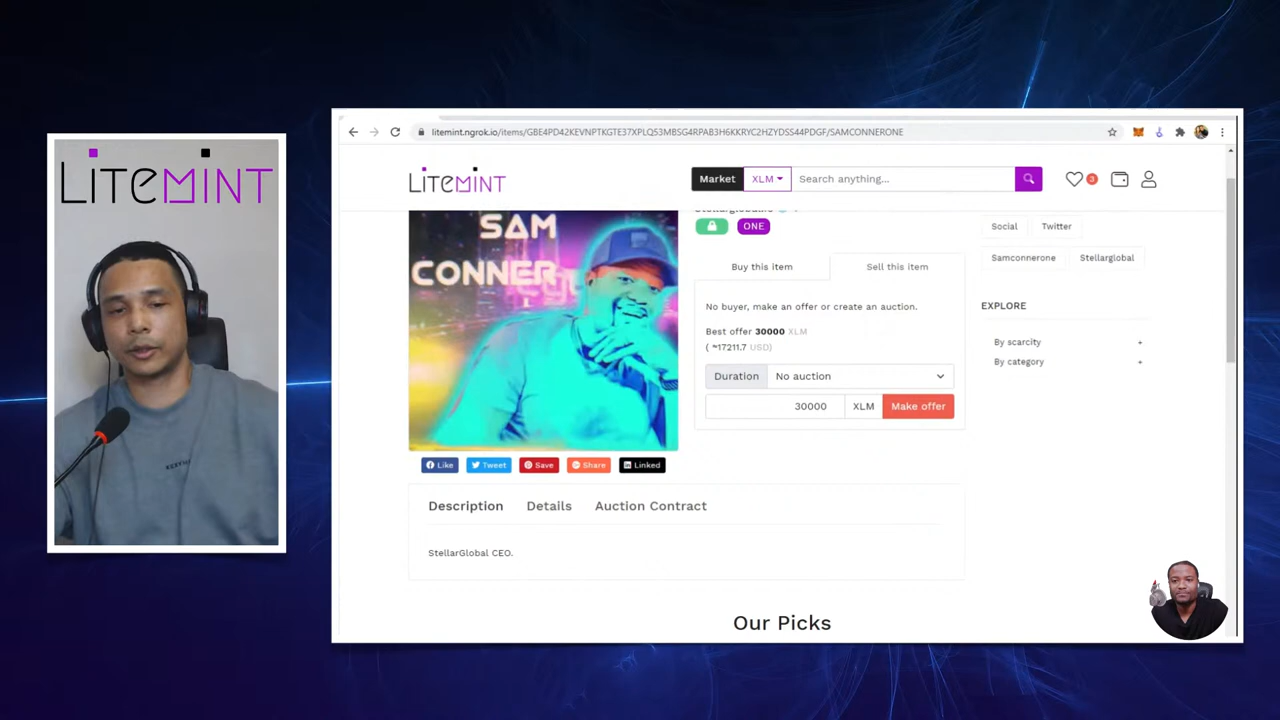 LiTeMiNT
litemint.ngrok.io/items/GBE4PD42KEVNPTKGTE37XPLQ53MBSG4RPAB3H6KKRYC2HZYDS544PDGF/SAMCONNERONE
LiTeMiNT
Market
XLM
Search anything...
3
SAM
CONNER
ONE
Social
Twitter
Samconnerone
Stellarglobal
Buy this item
Sell this item
No buyer, make an offer or create an auction.
Best offer 30000 XLM
( ≈17211.7 USD)
Duration
No auction
30000
XLM
Make offer
EXPLORE
By scarcity
+
By category
+
Like
Tweet
Save
Share
Linked
Description
Details
Auction Contract
StellarGlobal CEO.
Our Picks